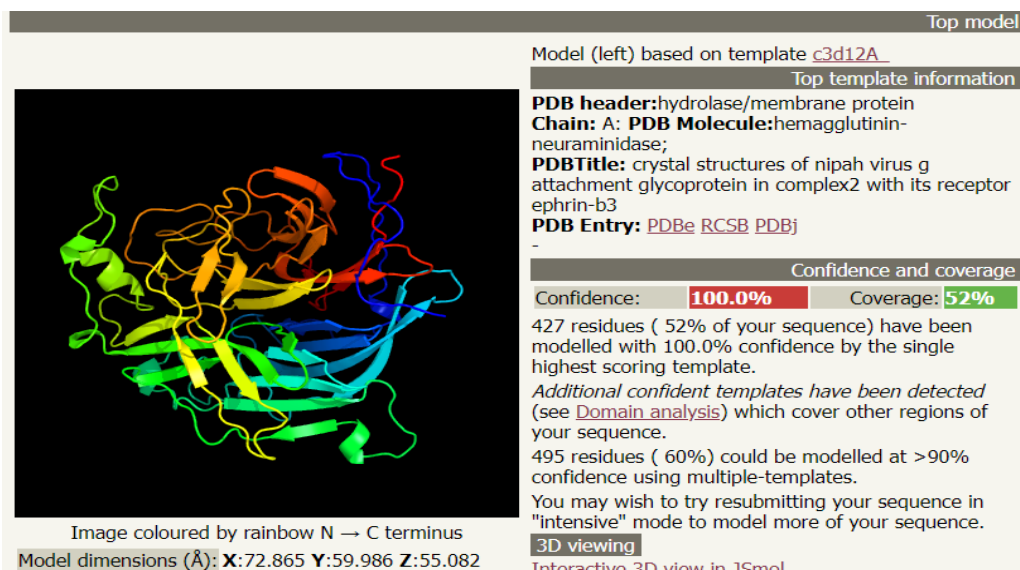 Top model
Model (left) based on template c3d12A_
Top template information
PDB header:hydrolase/membrane protein
Chain: A: PDB Molecule:hemagglutinin-
neuraminidase;
PDBTitle: crystal structures of nipah virus g
attachment glycoprotein in complex2 with its receptor
ephrin-b3
PDB Entry: PDBe RCSB PDBj
-
Confidence and coverage
Confidence: 100.0% Coverage: 52%
427 residues ( 52% of your sequence) have been
modelled with 100.0% confidence by the single
highest scoring template.
Additional confident templates have been detected
(see Domain analysis) which cover other regions of
your sequence.
495 residues ( 60%) could be modelled at >90%
confidence using multiple-templates.
You may wish to try resubmitting your sequence in
"intensive" mode to model more of your sequence.
3D viewing
Interactive 3D view in JSmol
Image coloured by rainbow N → C terminus
Model dimensions (Å): X:72.865 Y:59.986 Z:55.082